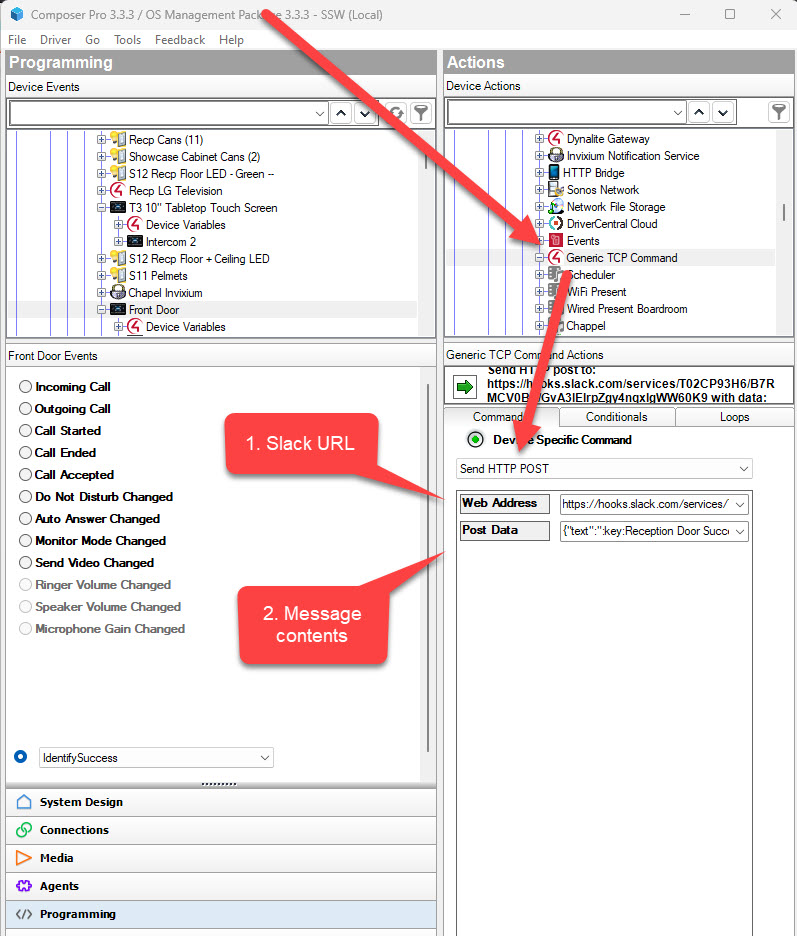 Composer Pro 3.3.3 / OS Management Package 3.3.3 - SSW (Local)
File Driver Go Tools Feedback Help
Programming
Device Events
Recp Cans (11)
Showcase Cabinet Cans (2)
S12 Recp Floor LED - Green --
Recp LG Television
T3 10" Tabletop Touch Screen
Device Variables
Intercom 2
S12 Recp Floor + Ceiling LED
S11 Pelmets
Chapel Invixium
Front Door
Device Variables
Front Door Events
Incoming Call
Outgoing Call
Call Started
Call Ended
Call Accepted
Do Not Disturb Changed
Auto Answer Changed
Monitor Mode Changed
Send Video Changed
Ringer Volume Changed
Speaker Volume Changed
Microphone Gain Changed
IdentifySuccess
System Design
Connections
Media
Agents
Programming
Actions
Device Actions
Dynalite Gateway
Invixium Notification Service
HTTP Bridge
Sonos Network
Network File Storage
DriverCentral Cloud
Events
Generic TCP Command
Scheduler
WiFi Present
Wired Present Boardroom
Chappel
Generic TCP Command Actions
Send HTTP post to:
https://hooks.slack.com/services/T02CP93H6/B7R
with data:
Commands Conditionals Loops
Device Specific Command
Send HTTP POST
Web Address https://hooks.slack.com/services/
Post Data {"text":":key:Reception Door Succ
1. Slack URL
2. Message
contents